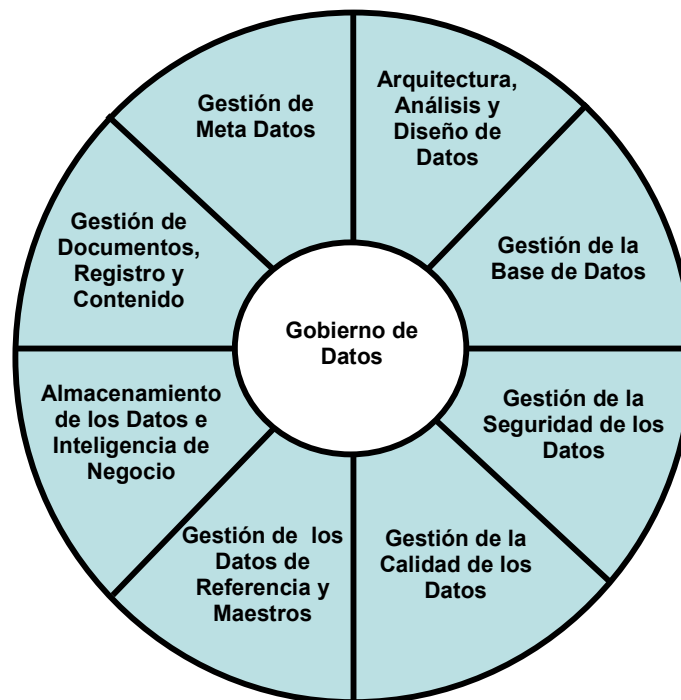 Gestión de
Meta Datos
Arquitectura,
Análisis y
Diseño de
Datos
Gestión de la
Base de Datos
Gestión de la
Seguridad de los
Datos
Gestión de la
Calidad de los
Datos
Gestión de los
Datos de
Referencia y
Maestros
Almacenamiento
de los Datos e
Inteligencia de
Negocio
Gestión de
Documentos,
Registro y
Contenido
Gobierno de
Datos